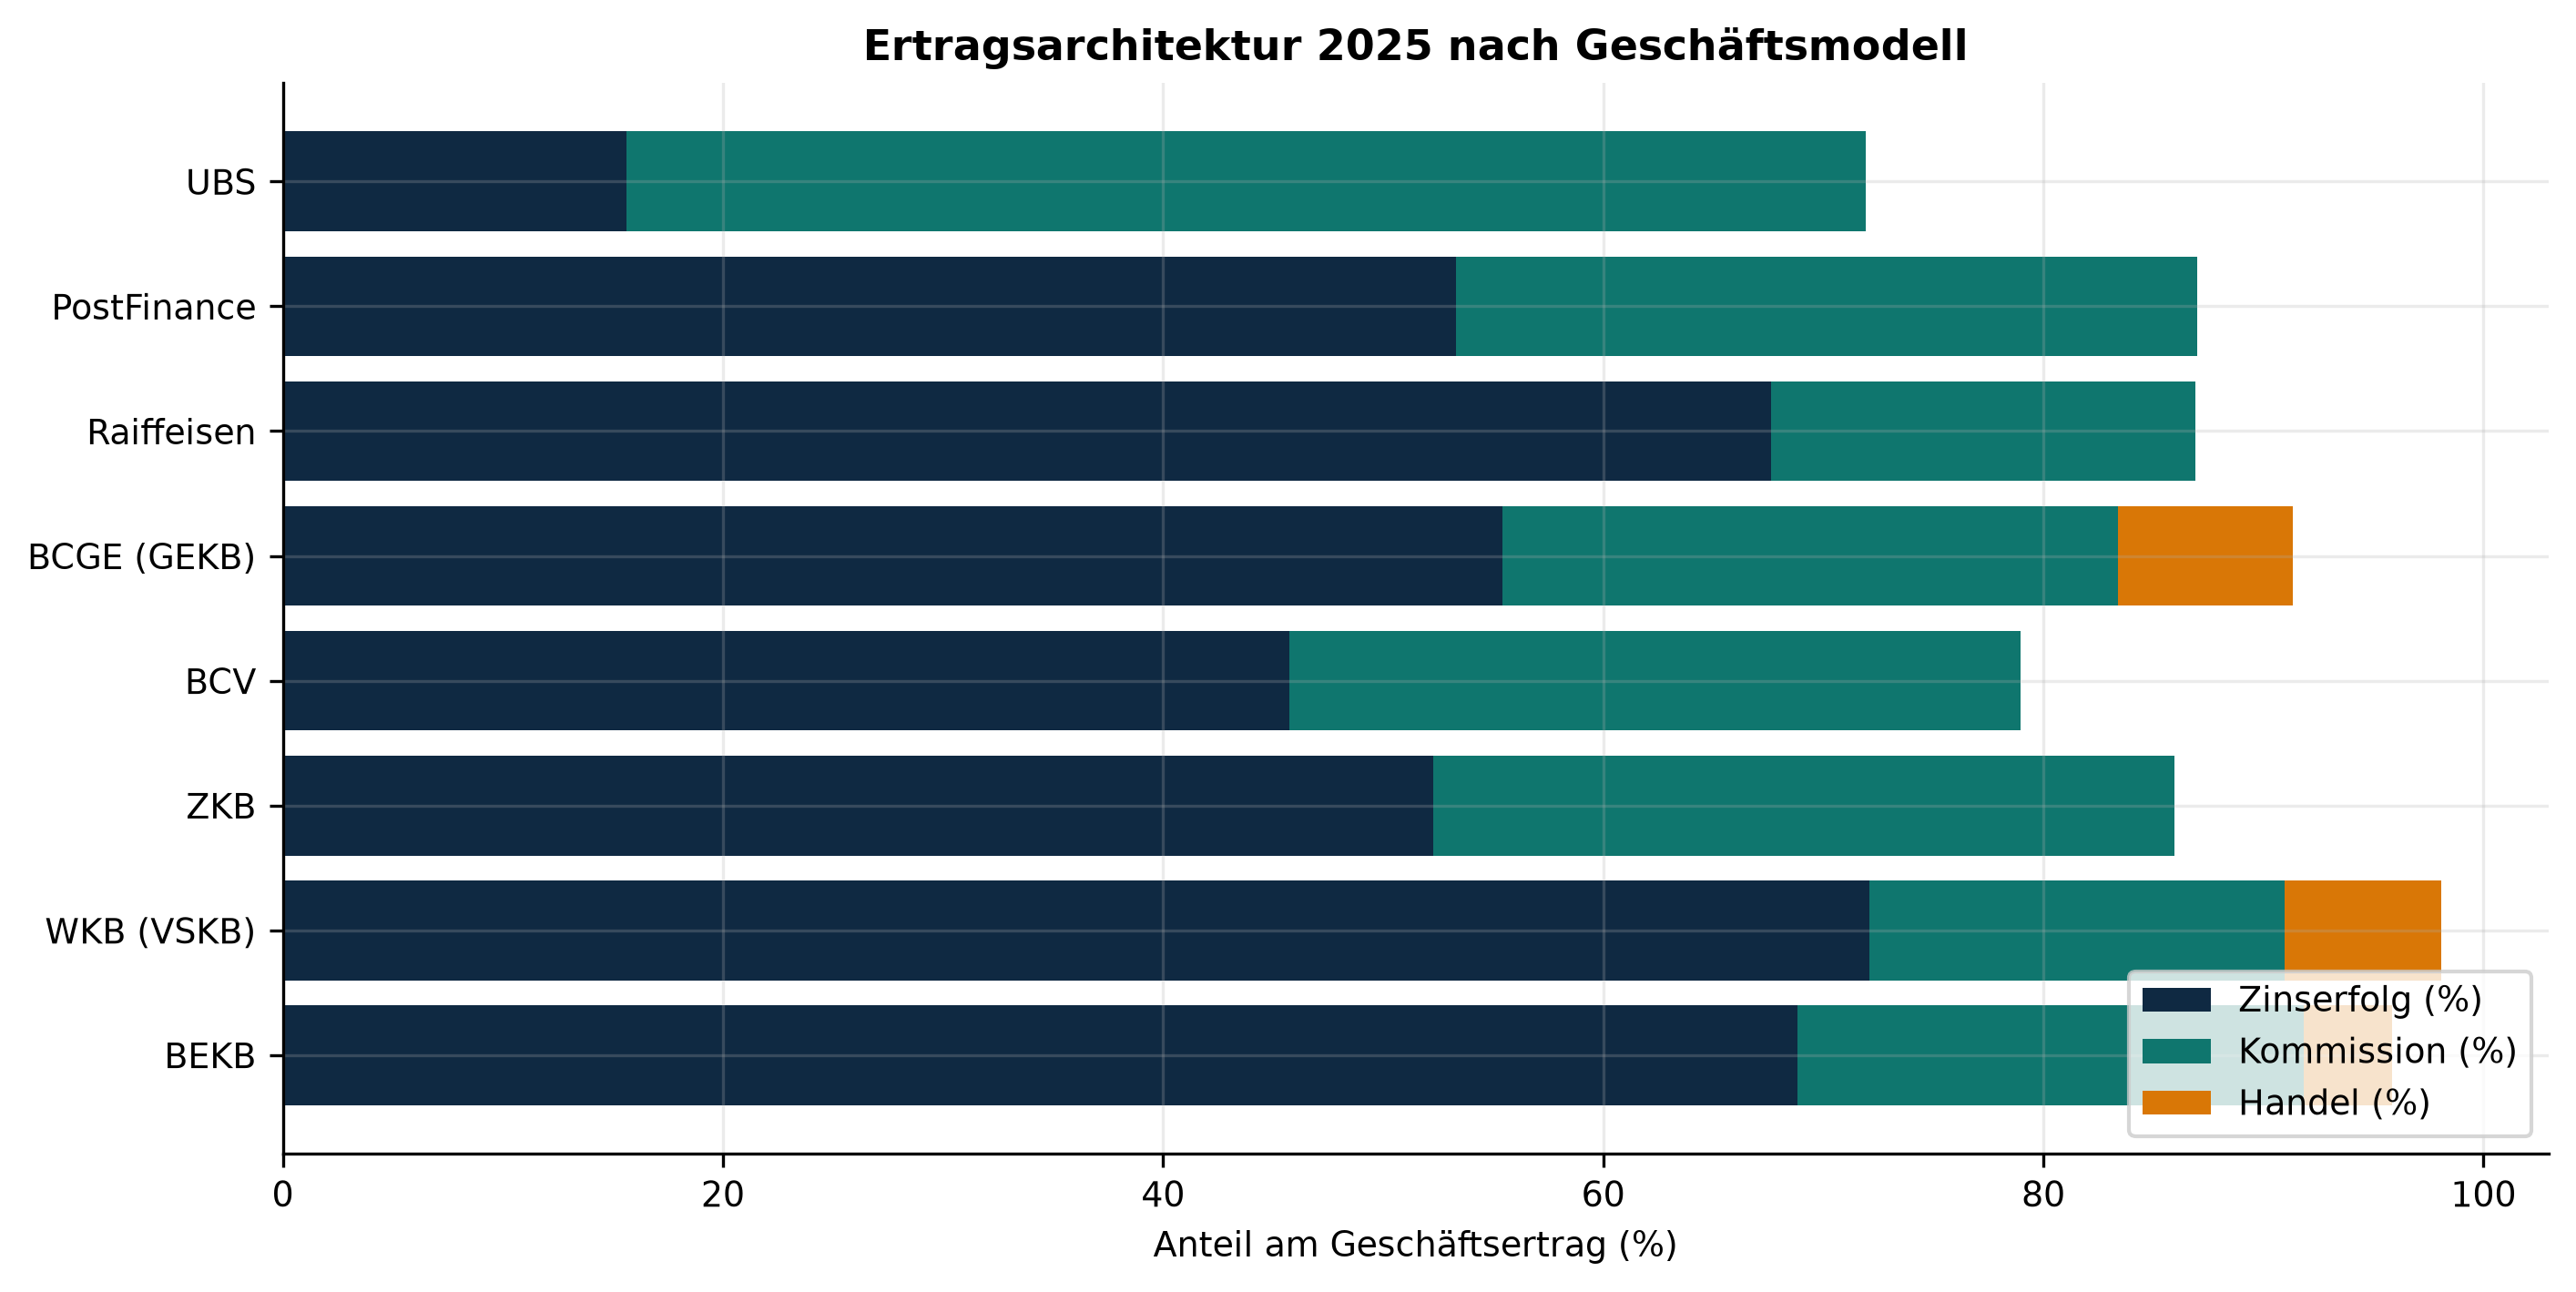 Ertragsarchitektur 2025 nach Geschäftsmodell
UBS
PostFinance
Raiffeisen
BCGE (GEKB)
BCV
ZKB
WKB (VSKB)
BEKB
Zinserfolg (%)
Kommission (%)
Handel (%)
0 20 40 60 80 100
Anteil am Geschäftsertrag (%)